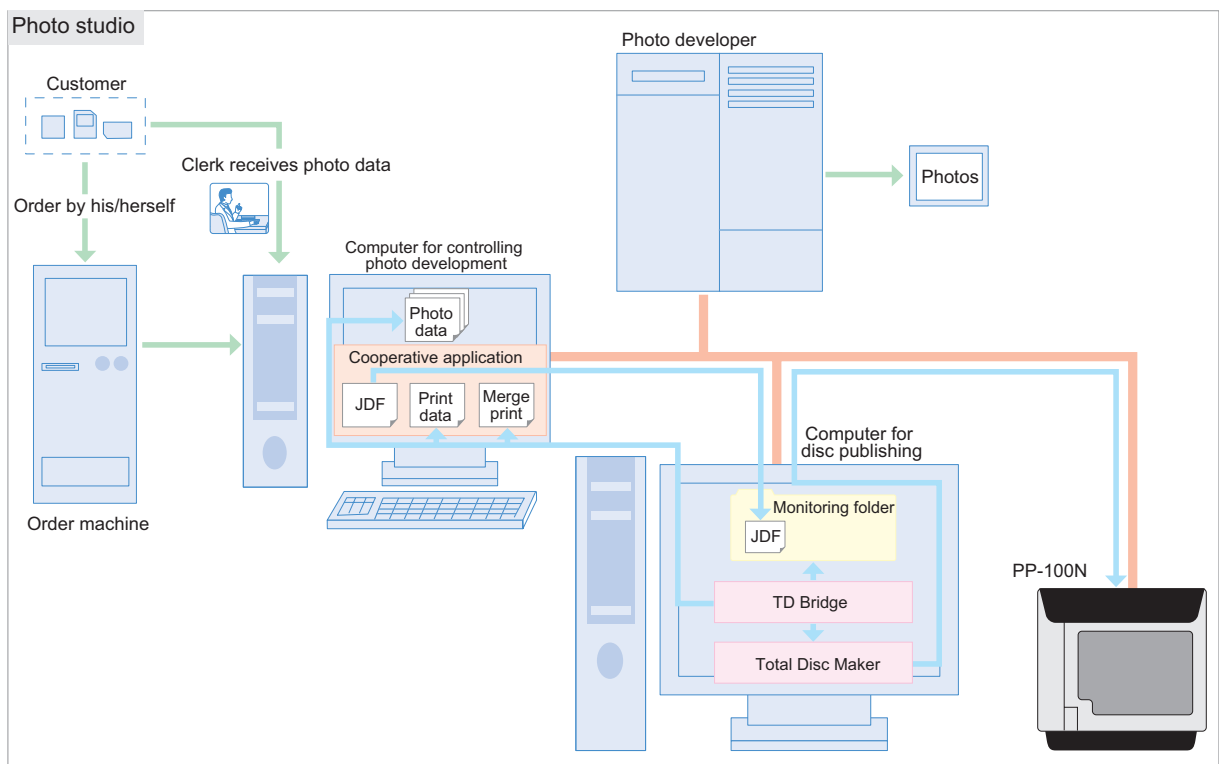 Photo studio
Photo developer
Customer
Clerk receives photo data
Photos
Order by his/herself
Computer for controlling
photo development
Photo
data
Cooperative application
JDF
Print
data
Merge
print
Computer for
disc publishing
Monitoring folder
JDF
Order machine
PP-100N
TD Bridge
Total Disc Maker